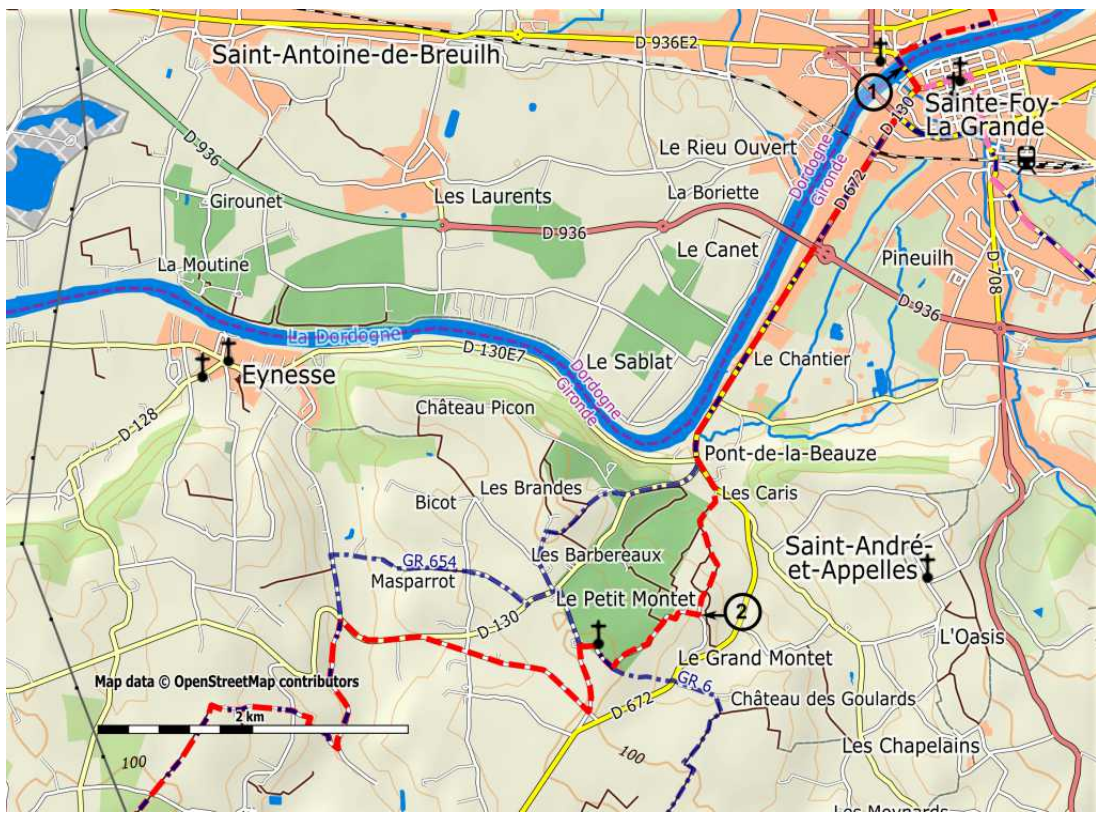 D 936E2
Saint-Antoine-de-Breuilh
1
D 130
Sainte-Foy-
La Grande
D 936
Le Rieu Ouvert
Dordogne
Gironde
D 672
Girounet
Les Laurents
La Boriette
D 936
Le Canet
Pineuilh
La Moutine
D 708
D 936
La Dordogne
D 130E7
Le Sablat
Le Chantier
Eynesse
Dordogne
Gironde
Château Picon
D 128
Pont-de-la-Beauze
Les Brandes
Les Caris
Bicot
Saint-André-
et-Appelles
Les Barbereaux
GR 654
Masparrot
Le Petit Montet
2
D 130
L'Oasis
Le Grand Montet
Map data © OpenStreetMap contributors
GR 6
Château des Goulards
D 672
2 km
Les Chapelains
100
100
Les Meynards